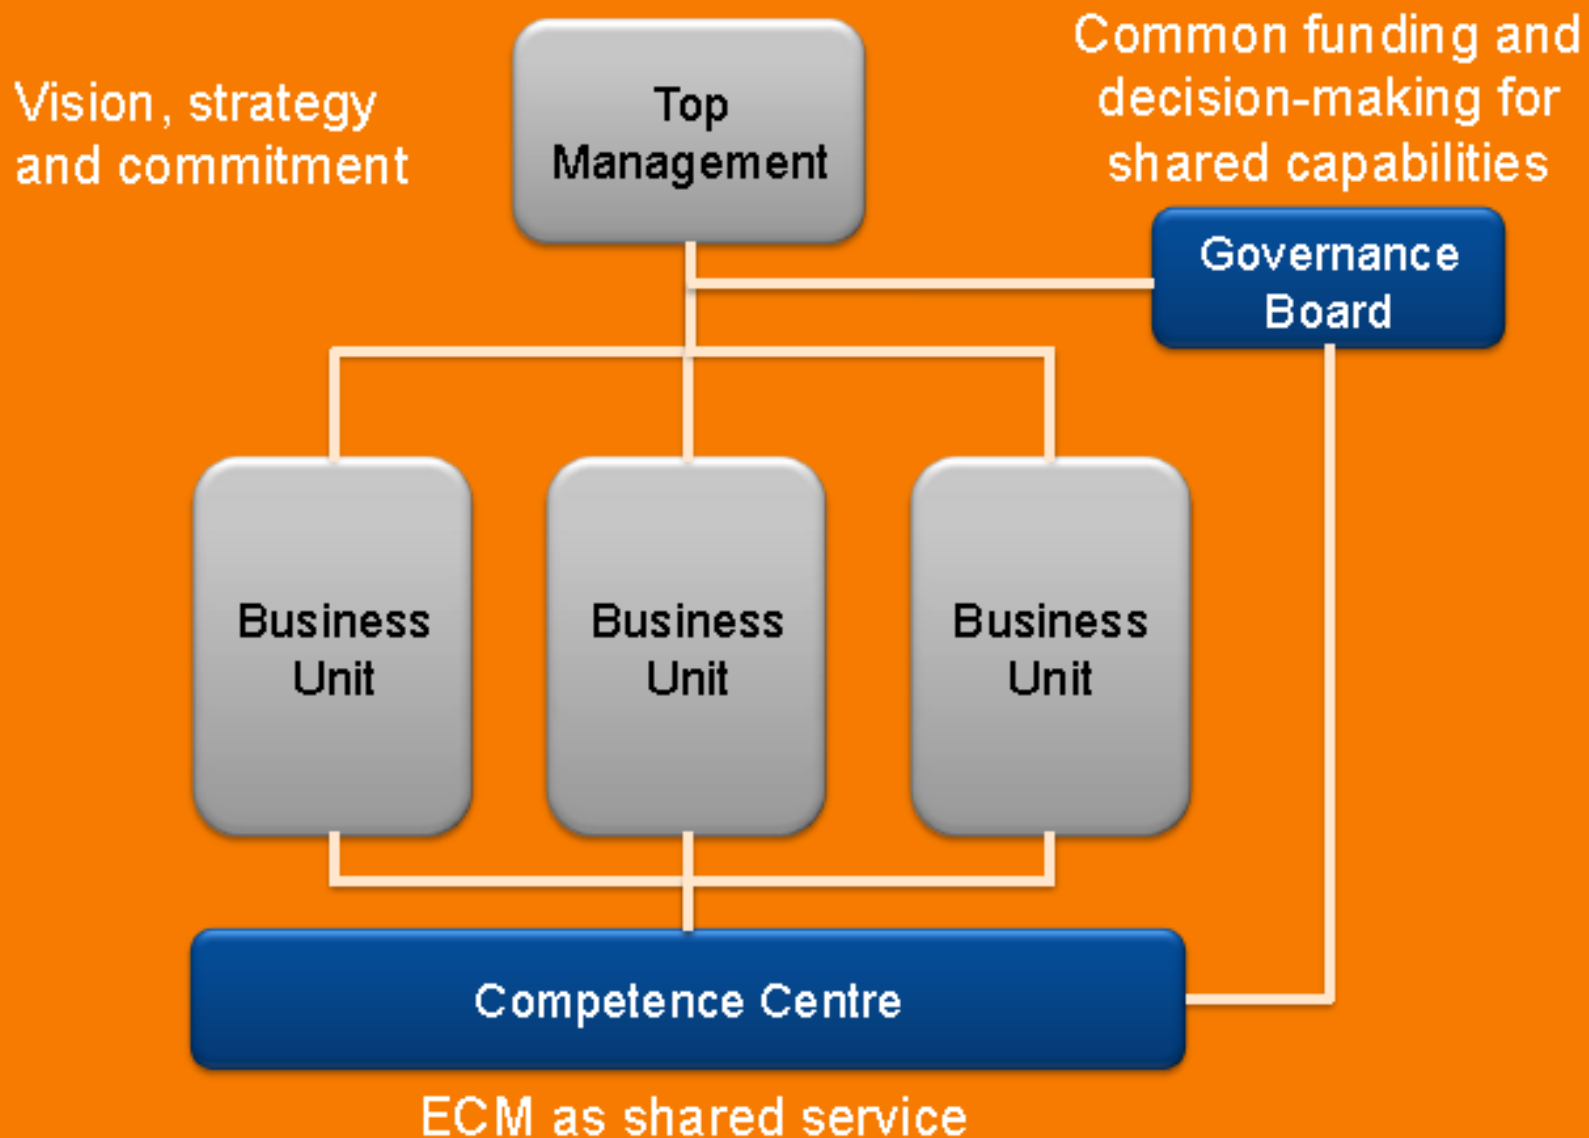 Vision, strategy
and commitment
Top
Management
Common funding and
decision-making for
shared capabilities
Governance
Board
Business
Unit
Business
Unit
Business
Unit
Competence Centre
ECM as shared service